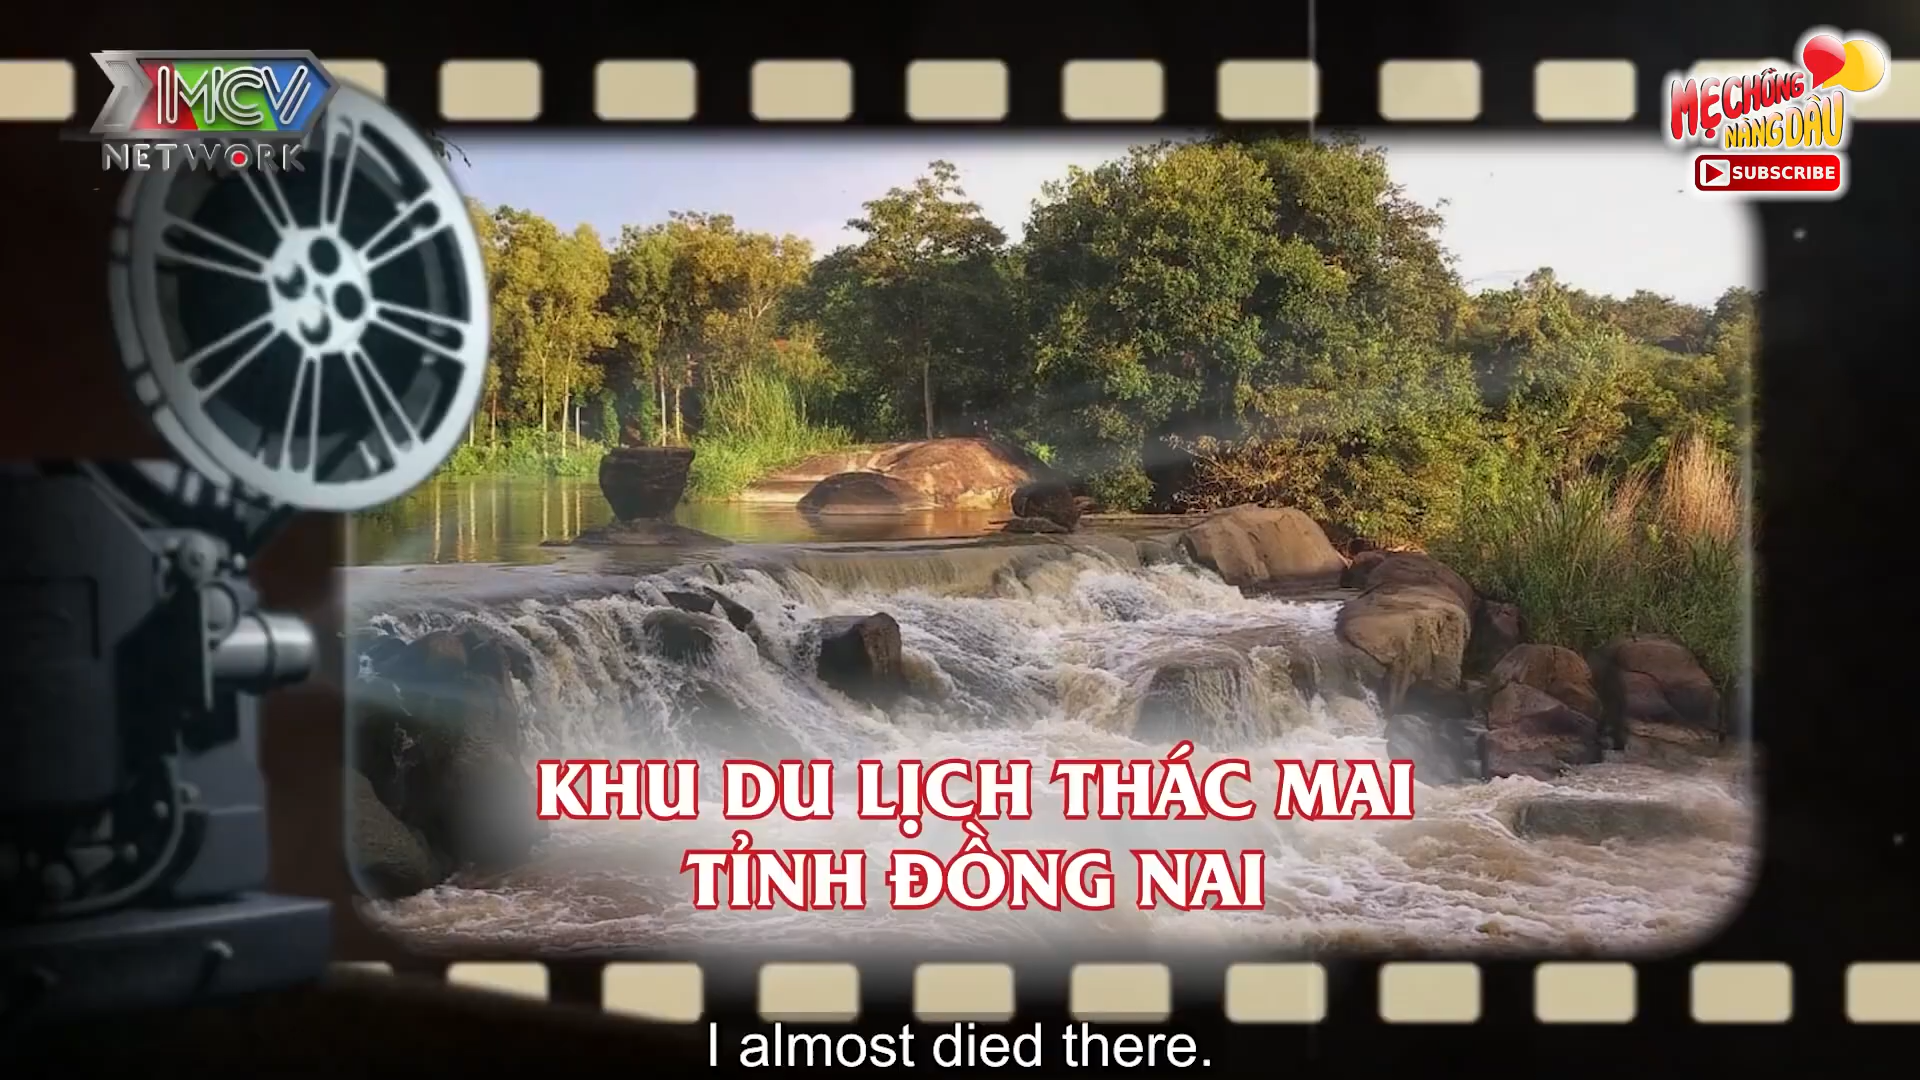 MCV
NETWORK
MẸ CHỒNG
NÀNG DÂU
SUBSCRIBE
KHU DU LỊCH THÁC MAI
TỈNH ĐỒNG NAI
I almost died there.